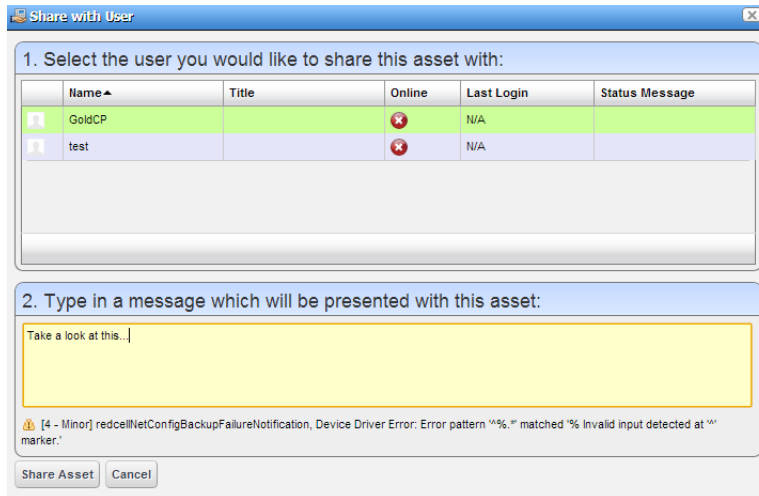 Share with User
1. Select the user you would like to share this asset with:
Name Title Online Last Login Status Message
GoldCP N/A
test N/A
2. Type in a message which will be presented with this asset:
Take a look at this...
[4 - Minor] redcellNetConfigBackupFailureNotification, Device Driver Error: Error pattern '^%.*' matched '% Invalid input detected at '^'
marker.'
Share Asset Cancel